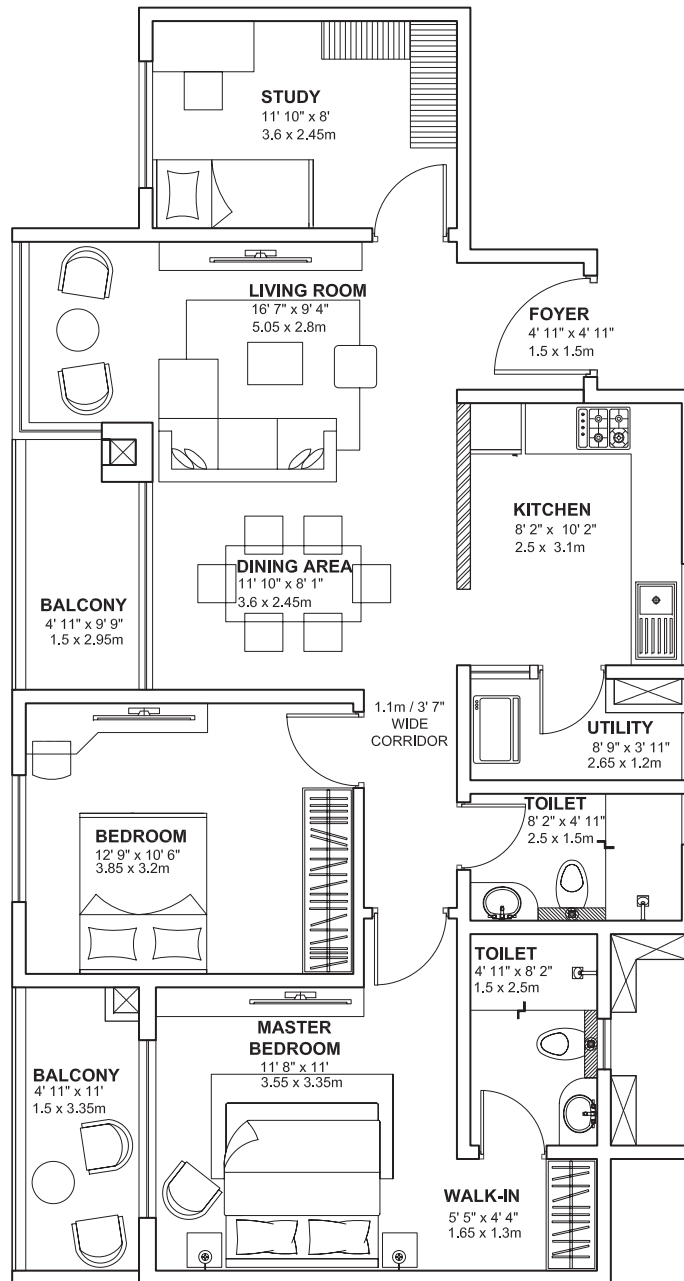 STUDY
11' 10" x 8'
3.6 x 2.45m
LIVING ROOM
16' 7" x 9' 4"
5.05 x 2.8m
FOYER
4' 11" x 4' 11"
1.5 x 1.5m
KITCHEN
8' 2" x 10' 2"
2.5 x 3.1m
DINING AREA
11' 10" x 8' 1"
3.6 x 2.45m
BALCONY
4' 11" x 9' 9"
1.5 x 2.95m
1.1m / 3' 7"
WIDE
CORRIDOR
UTILITY
8' 9" x 3' 11"
2.65 x 1.2m
TOILET
8' 2" x 4' 11"
2.5 x 1.5m
BEDROOM
12' 9" x 10' 6"
3.85 x 3.2m
TOILET
4' 11" x 8' 2"
1.5 x 2.5m
MASTER
BEDROOM
11' 8" x 11'
3.55 x 3.35m
BALCONY
4' 11" x 11'
1.5 x 3.35m
WALK-IN
5' 5" x 4' 4"
1.65 x 1.3m